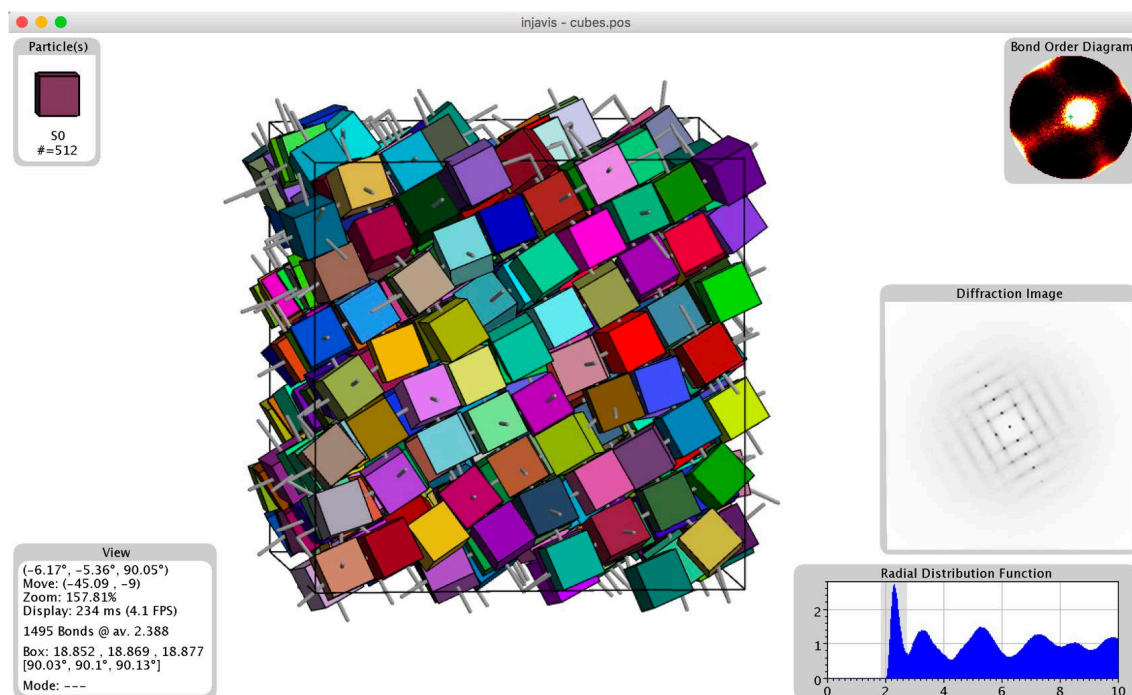 injavis - cubes.pos
Particle(s)
S0
#=512
Bond Order Diagram
Diffraction Image
View
(-6.17°, -5.36°, 90.05°)
Move: (-45.09 , -9)
Zoom: 157.81%
Display: 234 ms (4.1 FPS)
1495 Bonds @ av. 2.388
Box: 18.852 , 18.869 , 18.877
[90.03°, 90.1°, 90.13°]
Mode: ---
Radial Distribution Function
2
1
0
0 2 4 6 8 10